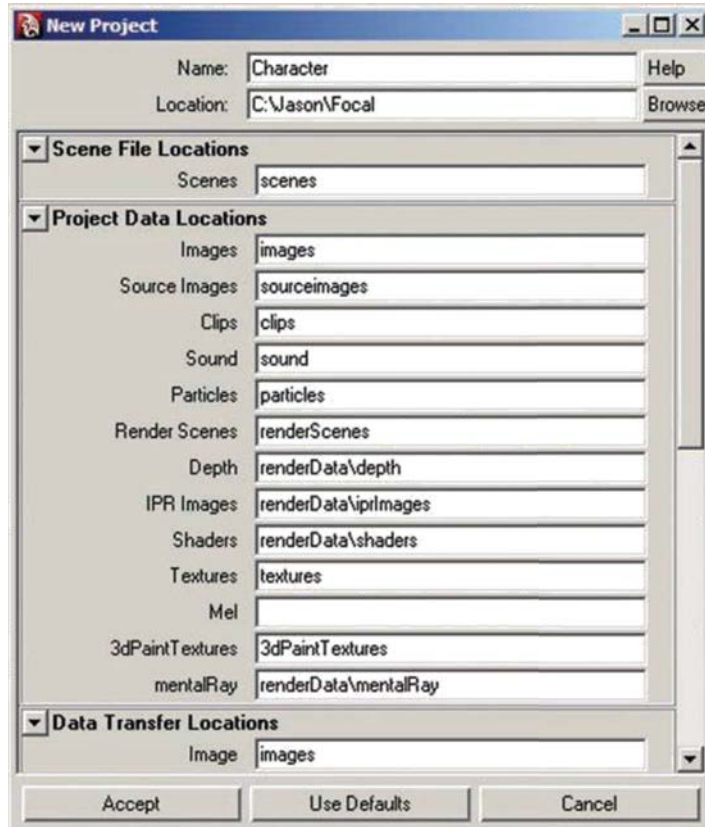 New Project
Name: Character Help
Location: C:\Jason\Focal Browse
Scene File Locations
Scenes scenes
Project Data Locations
Images images
Source Images sourceimages
Clips clips
Sound sound
Particles particles
Render Scenes renderScenes
Depth renderData\depth
IPR Images renderData\iprImages
Shaders renderData\shaders
Textures textures
Mel
3dPaintTextures 3dPaintTextures
mentalRay renderData\mentalRay
Data Transfer Locations
Image images
Accept Use Defaults Cancel